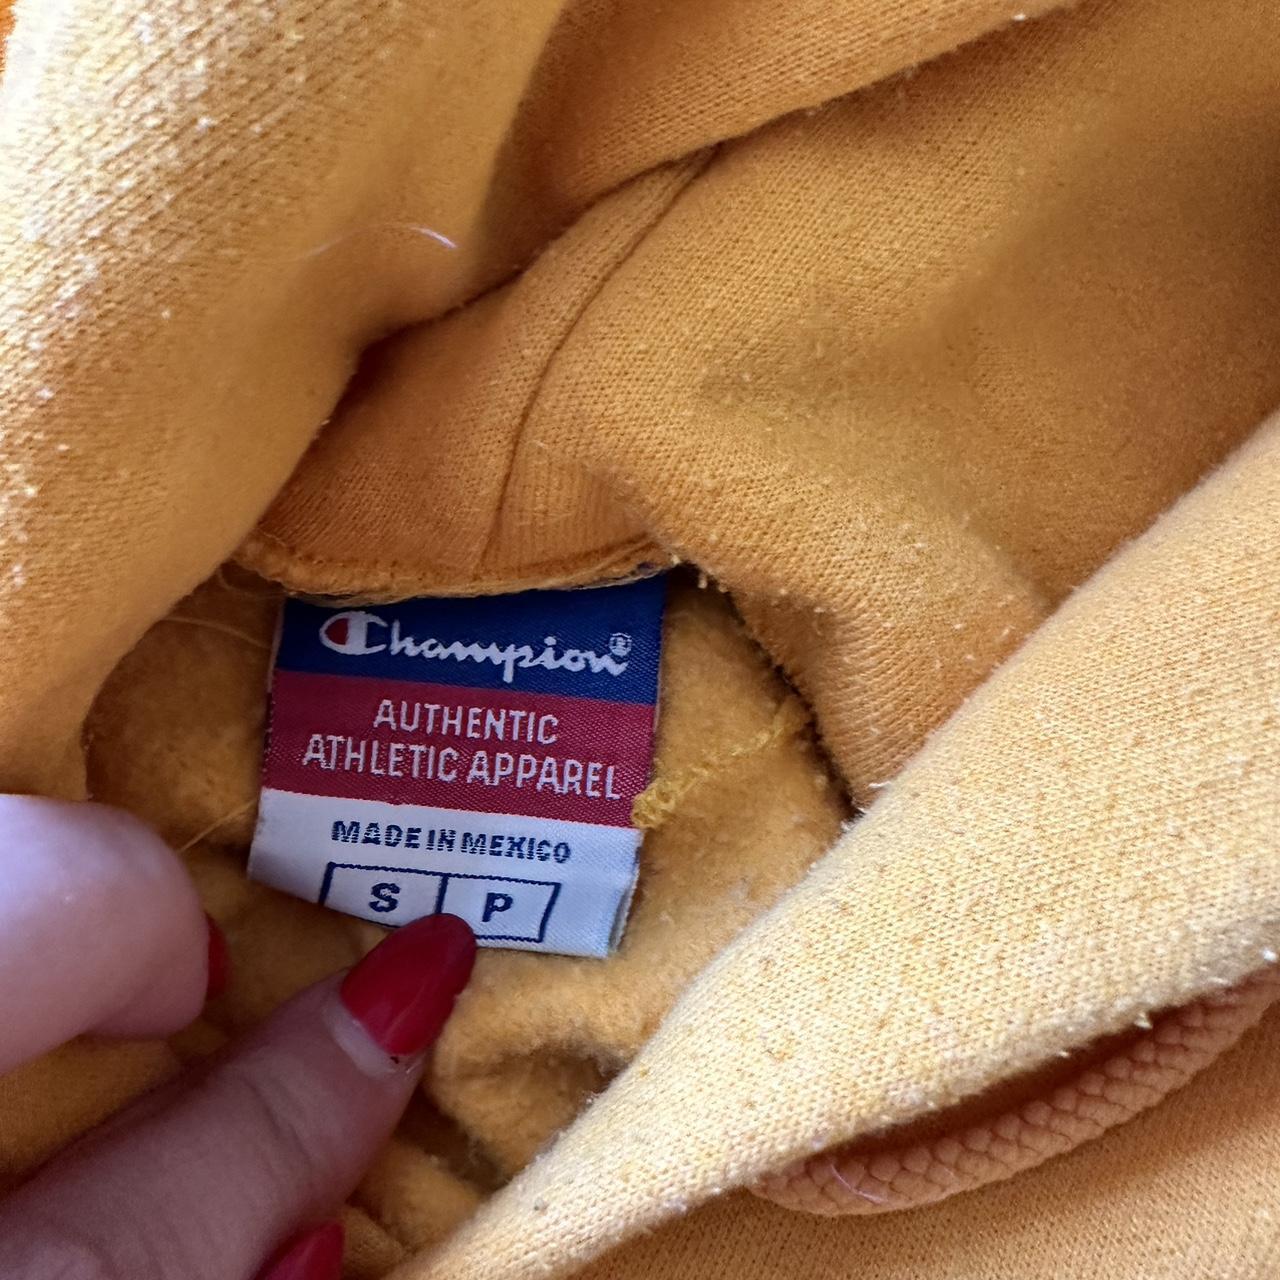 Champion®
AUTHENTIC
ATHLETIC APPAREL
MADE IN MEXICO
S P